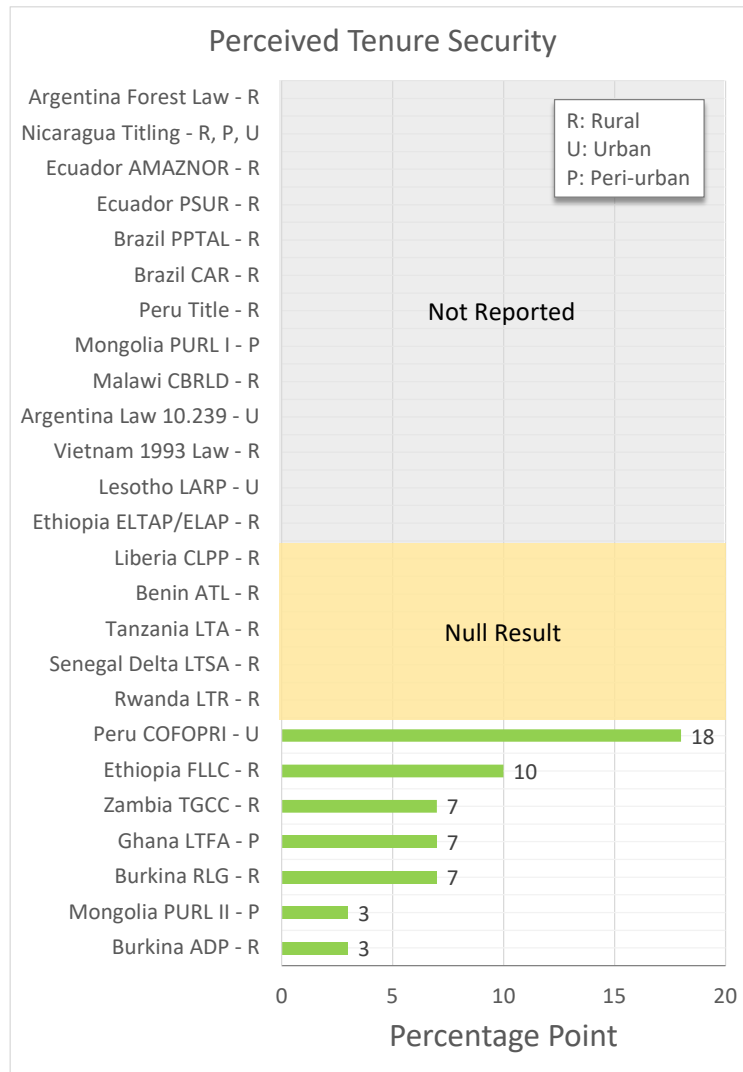 Perceived Tenure Security
Argentina Forest Law - R
Nicaragua Titling - R, P, U
Ecuador AMAZNOR - R
Ecuador PSUR - R
Brazil PPTAL - R
Brazil CAR - R
Peru Title - R
Mongolia PURL I - P
Malawi CBRLD - R
Argentina Law 10.239 - U
Vietnam 1993 Law - R
Lesotho LARP - U
Ethiopia ELTAP/ELAP - R
Liberia CLPP - R
Benin ATL - R
Tanzania LTA - R
Senegal Delta LTSA - R
Rwanda LTR - R
Peru COFOPRI - U
Ethiopia FLLC - R
Zambia TGCC - R
Ghana LTFA - P
Burkina RLG - R
Mongolia PURL II - P
Burkina ADP - R
R: Rural
U: Urban
P: Peri-urban
Not Reported
Null Result
18
10
7
7
7
3
3
0 5 10 15 20
Percentage Point